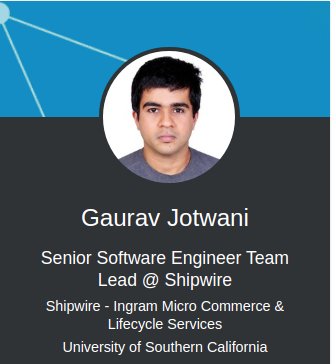 Gaurav Jotwani
Senior Software Engineer Team
Lead @ Shipwire
Shipwire - Ingram Micro Commerce &
Lifecycle Services
University of Southern California